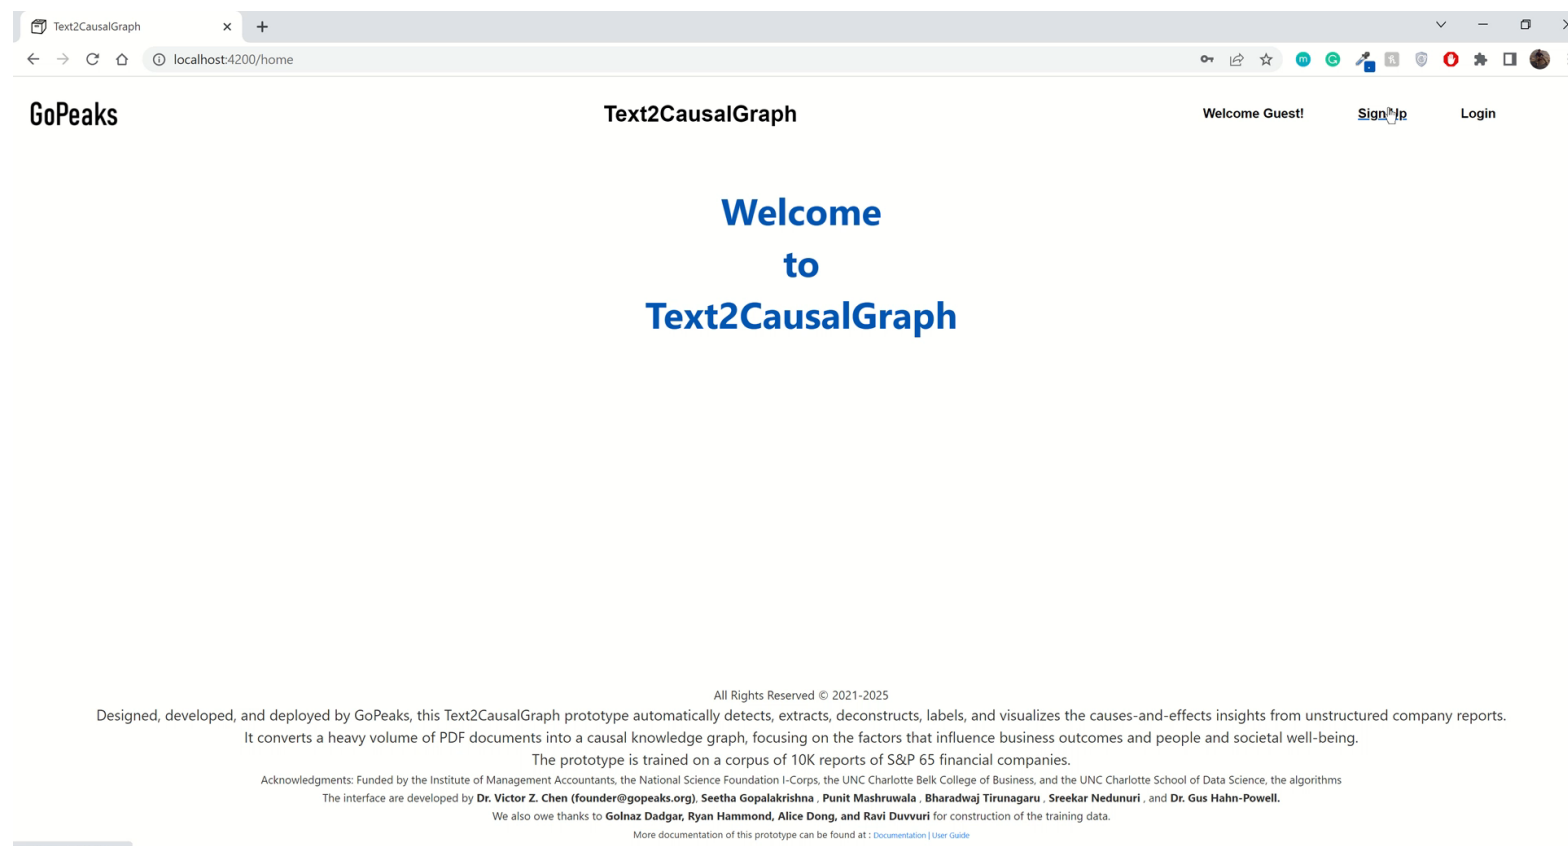 Text2CausalGraph
localhost:4200/home
GoPeaks
Text2CausalGraph
Welcome Guest!
Sign Up
Login
Welcome
to
Text2CausalGraph
All Rights Reserved © 2021-2025
Designed, developed, and deployed by GoPeaks, this Text2CausalGraph prototype automatically detects, extracts, deconstructs, labels, and visualizes the causes-and-effects insights from unstructured company reports.
It converts a heavy volume of PDF documents into a causal knowledge graph, focusing on the factors that influence business outcomes and people and societal well-being.
The prototype is trained on a corpus of 10K reports of S&P 65 financial companies.
Acknowledgments: Funded by the Institute of Management Accountants, the National Science Foundation I-Corps, the UNC Charlotte Belk College of Business, and the UNC Charlotte School of Data Science, the algorithms
The interface are developed by Dr. Victor Z. Chen (founder@gopeaks.org), Seetha Gopalakrishna , Punit Mashruwala , Bharadwaj Tirunagaru , Sreekar Nedunuri , and Dr. Gus Hahn-Powell.
We also owe thanks to Golnaz Dadgar, Ryan Hammond, Alice Dong, and Ravi Duvvuri for construction of the training data.
More documentation of this prototype can be found at : Documentation | User Guide